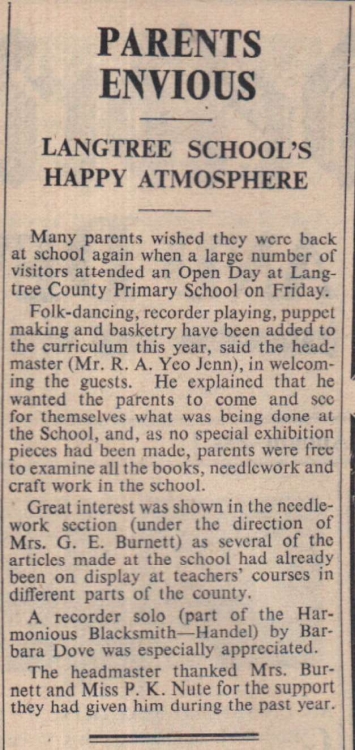 PARENTS
ENVIOUS
LANGTREE SCHOOL'S
HAPPY ATMOSPHERE
Many parents wished they were back
at school again when a large number of
visitors attended an Open Day at Lang-
tree County Primary School on Friday.
Folk-dancing, recorder playing, puppet
making and basketry have been added to
the curriculum this year, said the head-
master (Mr. R. A. Yeo Jenn), in welcom-
ing the guests. He explained that he
wanted the parents to come and see
for themselves what was being done at
the School, and, as no special exhibition
pieces had been made, parents were free
to examine all the books, needlework and
craft work in the school.
Great interest was shown in the needle-
work section (under the direction of
Mrs. G. E. Burnett) as several of the
articles made at the school had already
been on display at teachers' courses in
different parts of the county.
A recorder solo (part of the Har-
monious Blacksmith—Handel) by Bar-
bara Dove was especially appreciated.
The headmaster thanked Mrs. Bur-
nett and Miss P. K. Nute for the support
they had given him during the past year.